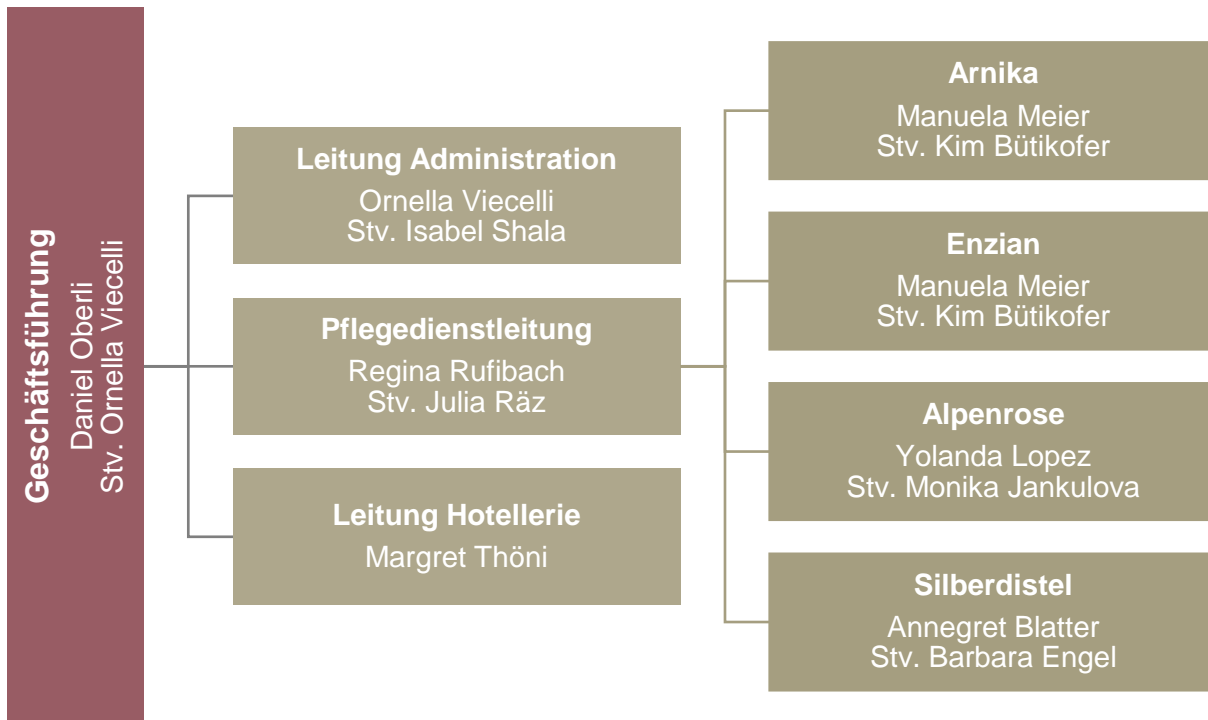 Geschäftsführung
Daniel Oberli
Stv. Ornella Viecelli
Leitung Administration
Ornella Viecelli
Stv. Isabel Shala
Pflegedienstleitung
Regina Rufibach
Stv. Julia Räz
Leitung Hotellerie
Margret Thöni
Arnika
Manuela Meier
Stv. Kim Bütikofer
Enzian
Manuela Meier
Stv. Kim Bütikofer
Alpenrose
Yolanda Lopez
Stv. Monika Jankulova
Silberdistel
Annegret Blatter
Stv. Barbara Engel